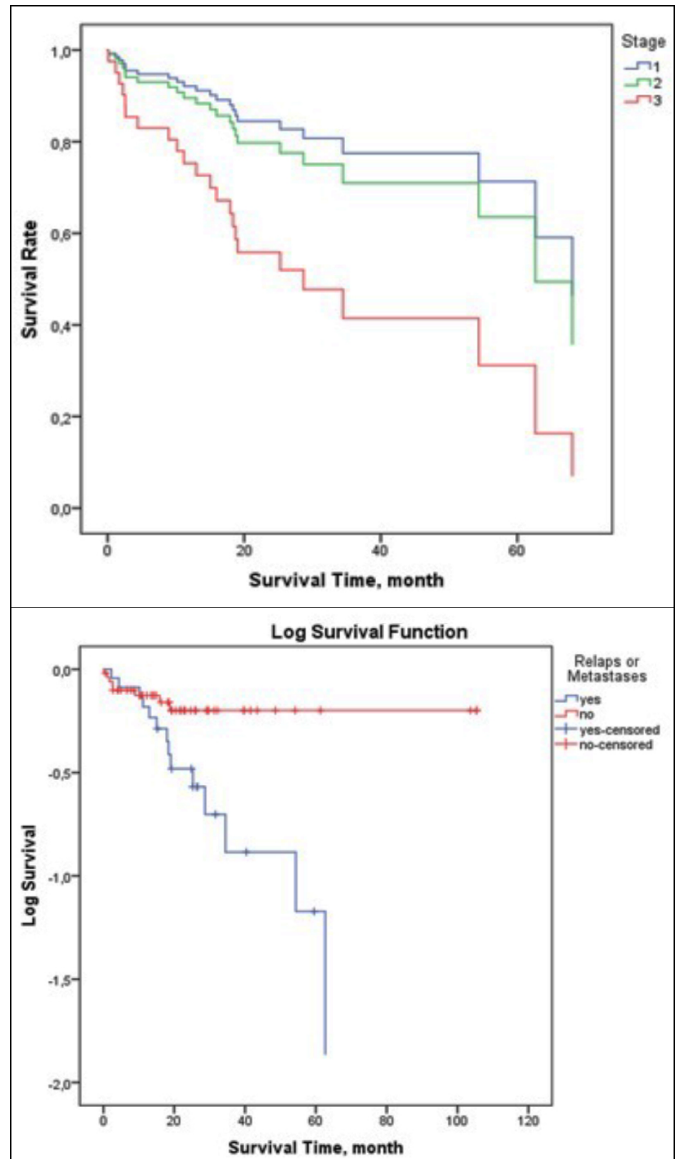 Stage
1
2
3
1,0
0,8
0,6
0,4
0,2
0,0
Survival Rate
0
20
40
60
Survival Time, month
Log Survival Function
Relaps or
Metastases
yes
no
yes-censored
no-censored
0,0
-0,5
-1,0
-1,5
-2,0
Log Survival
0
20
40
60
80
100
120
Survival Time, month